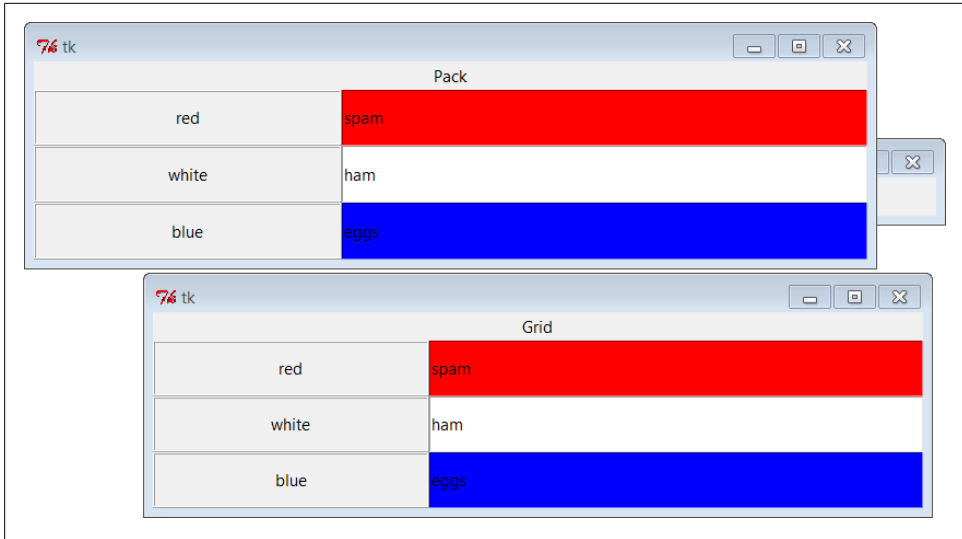 tk
Pack
red spam
white ham
blue eggs
tk
Grid
red spam
white ham
blue eggs